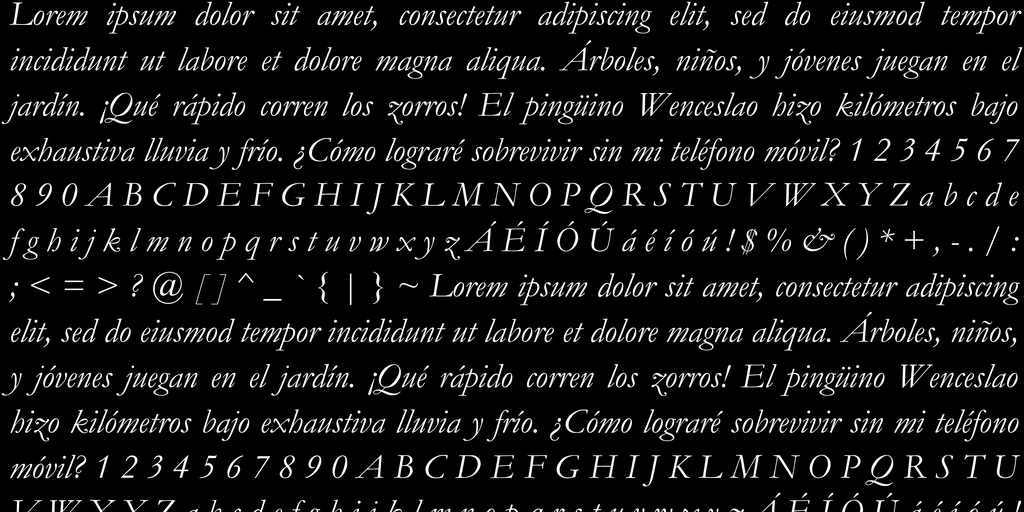 Lorem ipsum dolor sit amet, consectetur adipiscing elit, sed do eiusmod tempor
incididunt ut labore et dolore magna aliqua. Árboles, niños, y jóvenes juegan en el
jardín. ¡Qué rápido corren los zorros! El pingüino Wenceslao hizo kilómetros bajo
exhaustiva lluvia y frío. ¿Cómo lograré sobrevivir sin mi teléfono móvil? 1 2 3 4 5 6 7
8 9 0 A B C D E F G H I J K L M N O P Q R S T U V W X Y Z a b c d e
f g h i j k l m n o p q r s t u v w x y z Á É Í Ó Ú á é í ó ú ! $ % & ( ) * + , - . / :
; < = > ? @ [ ] ^ _ ` { | } ~ Lorem ipsum dolor sit amet, consectetur adipiscing
elit, sed do eiusmod tempor incididunt ut labore et dolore magna aliqua. Árboles, niños,
y jóvenes juegan en el jardín. ¡Qué rápido corren los zorros! El pingüino Wenceslao
hizo kilómetros bajo exhaustiva lluvia y frío. ¿Cómo lograré sobrevivir sin mi teléfono
móvil? 1 2 3 4 5 6 7 8 9 0 A B C D E F G H I J K L M N O P Q R S T U
V W X Y Z a b c d e f g h i j k l m n o p q r s t u v w x y z Á É Í Ó Ú á é í ó ú !